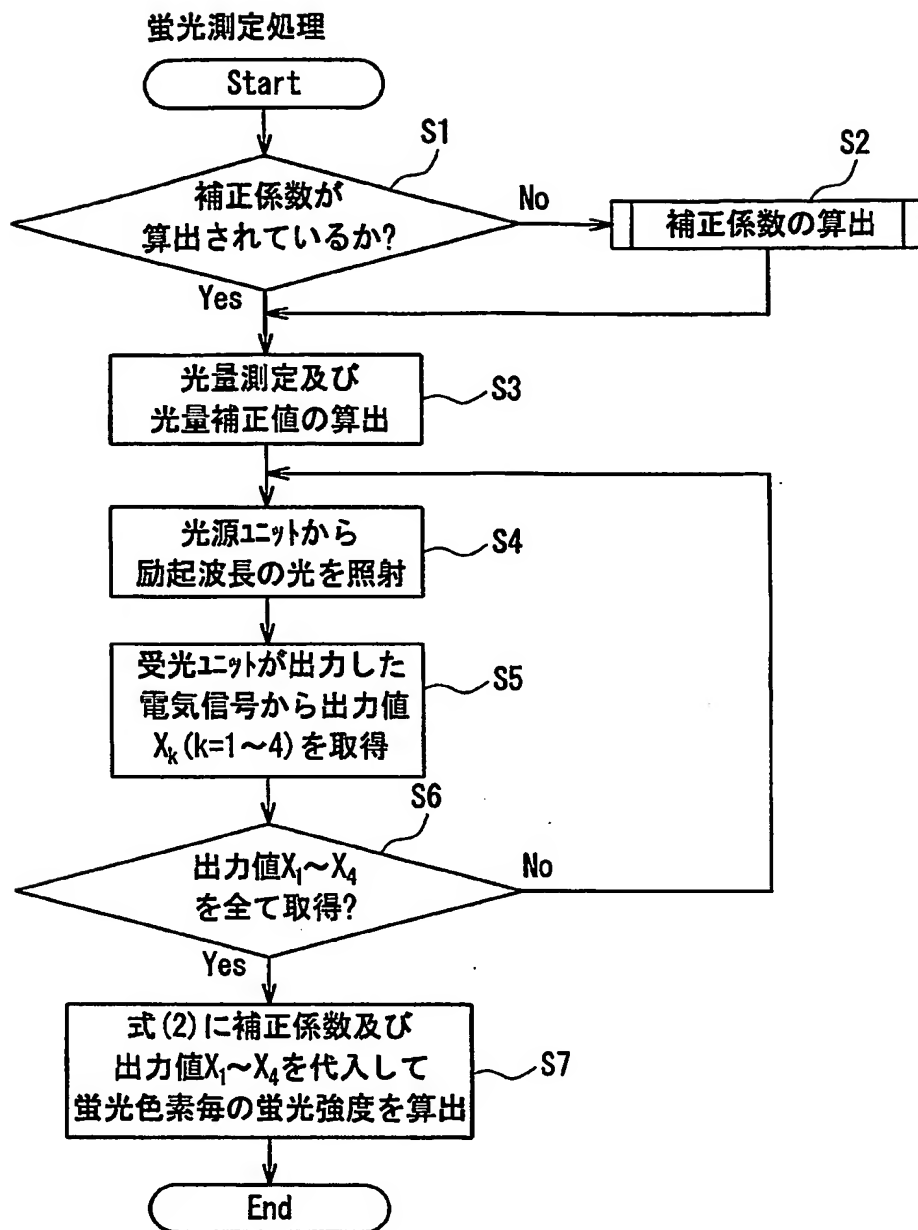 蛍光測定処理
Start
S1
補正係数が
算出されているか?
No
S2
補正係数の算出
Yes
光量測定及び
光量補正値の算出
S3
光源ユニットから
励起波長の光を照射
S4
受光ユニットが出力した
電気信号から出力値
Xk(k=1～4)を取得
S5
S6
出力値X1～X4
を全て取得?
No
Yes
式(2)に補正係数及び
出力値X1～X4を代入して
蛍光色素毎の蛍光強度を算出
S7
End